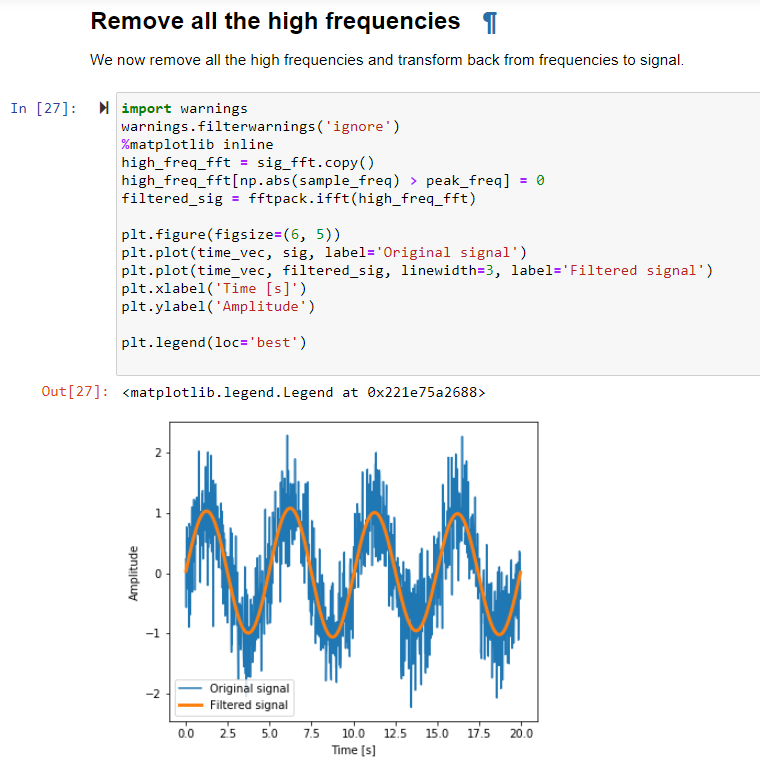 Remove all the high frequencies ¶
We now remove all the high frequencies and transform back from frequencies to signal.
In [27]:
import warnings
warnings.filterwarnings('ignore')
%matplotlib inline
high_freq_fft = sig_fft.copy()
high_freq_fft[np.abs(sample_freq) > peak_freq] = 0
filtered_sig = fftpack.ifft(high_freq_fft)
plt.figure(figsize=(6, 5))
plt.plot(time_vec, sig, label='Original signal')
plt.plot(time_vec, filtered_sig, linewidth=3, label='Filtered signal')
plt.xlabel('Time [s]')
plt.ylabel('Amplitude')
plt.legend(loc='best')
Out[27]: <matplotlib.legend.Legend at 0x221e75a2688>
2
1
0
−1
−2
Amplitude
Original signal
Filtered signal
0.0 2.5 5.0 7.5 10.0 12.5 15.0 17.5 20.0
Time [s]